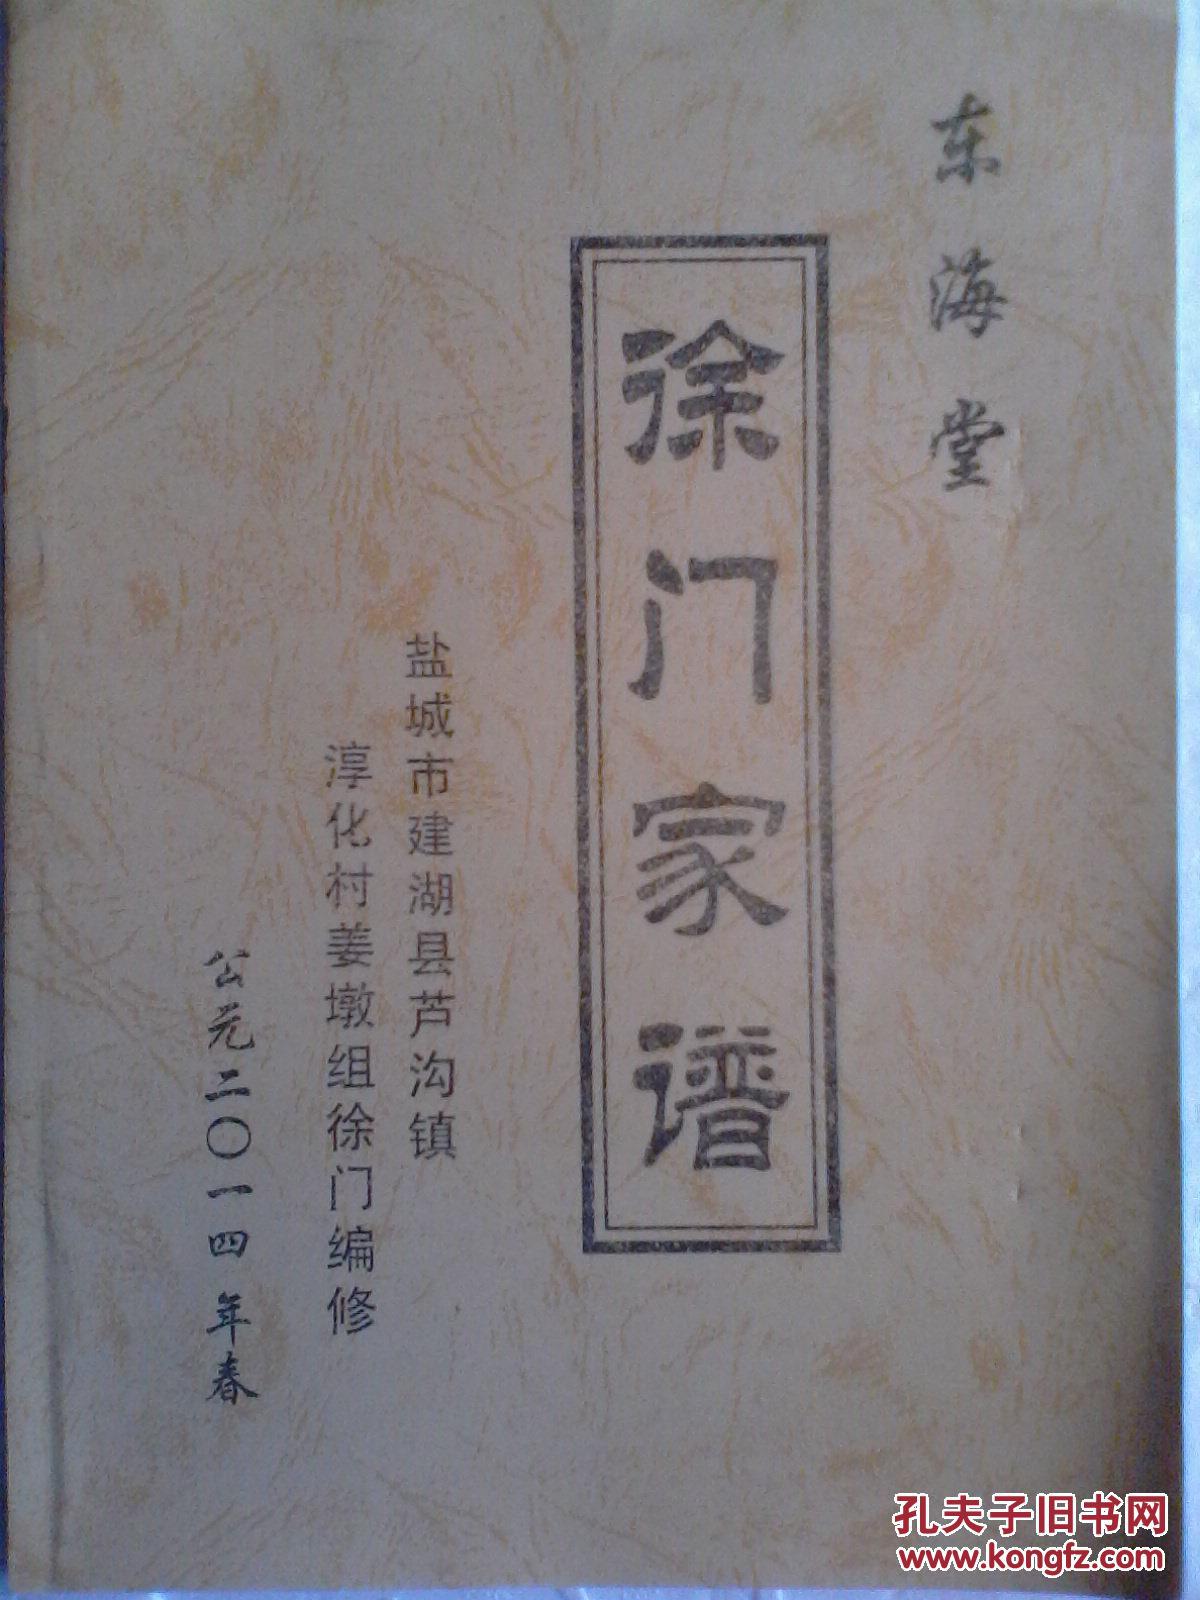 东海堂
徐门家谱
盐城市建湖县芦沟镇
淳化村姜墩组徐门编修
公元二〇一四年春
孔夫子旧书网
www.kongfz.com